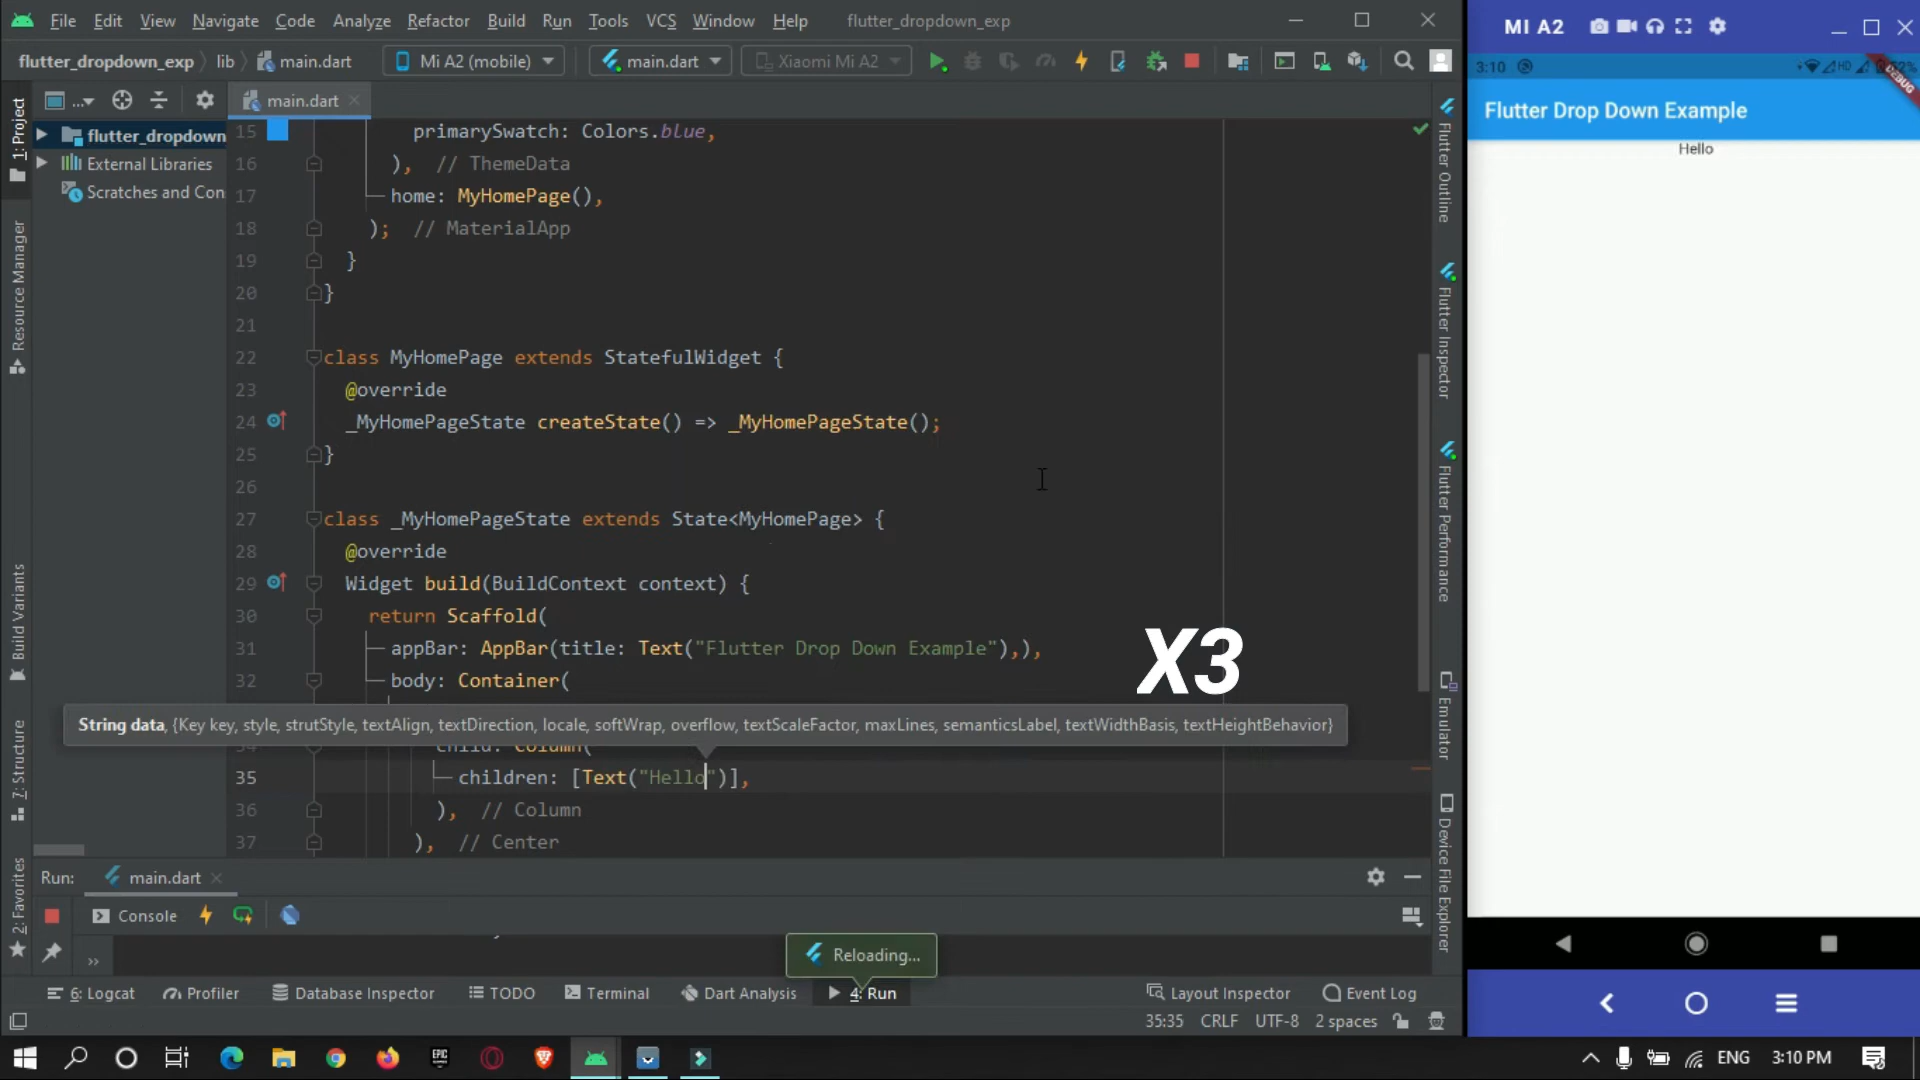 File Edit View Navigate Code Analyze Refactor Build Run Tools VCS Window Help flutter_dropdown_exp
flutter_dropdown_exp lib main.dart Mi A2 (mobile) main.dart Xiaomi Mi A2
... main.dart
1: Project
Resource Manager
Build Variants
7: Structure
2: Favorites
flutter_dropdown
External Libraries
Scratches and Con
15 primarySwatch: Colors.blue,
16 ), // ThemeData
17 home: MyHomePage(),
18 ); // MaterialApp
19 }
20 }
21
22 class MyHomePage extends StatefulWidget {
23 @override
24 _MyHomePageState createState() => _MyHomePageState();
25 }
26
27 class _MyHomePageState extends State<MyHomePage> {
28 @override
29 Widget build(BuildContext context) {
30 return Scaffold(
31 appBar: AppBar(title: Text("Flutter Drop Down Example"),),
32 body: Container(
X3
String data, {Key key, style, strutStyle, textAlign, textDirection, locale, softWrap, overflow, textScaleFactor, maxLines, semanticsLabel, textWidthBasis, textHeightBehavior}
34 child: Column(
35 children: [Text("Hello")],
36 ), // Column
37 ), // Center
Run: main.dart
Console
»
Reloading...
6: Logcat Profiler Database Inspector TODO Terminal Dart Analysis 4: Run Layout Inspector Event Log
35:35 CRLF UTF-8 2 spaces
Flutter Outline
Flutter Inspector
Flutter Performance
Emulator
Device File Explorer
MI A2
3:10 HD
DEBUG
Flutter Drop Down Example
Hello
EPIC GAMES
ENG 3:10 PM